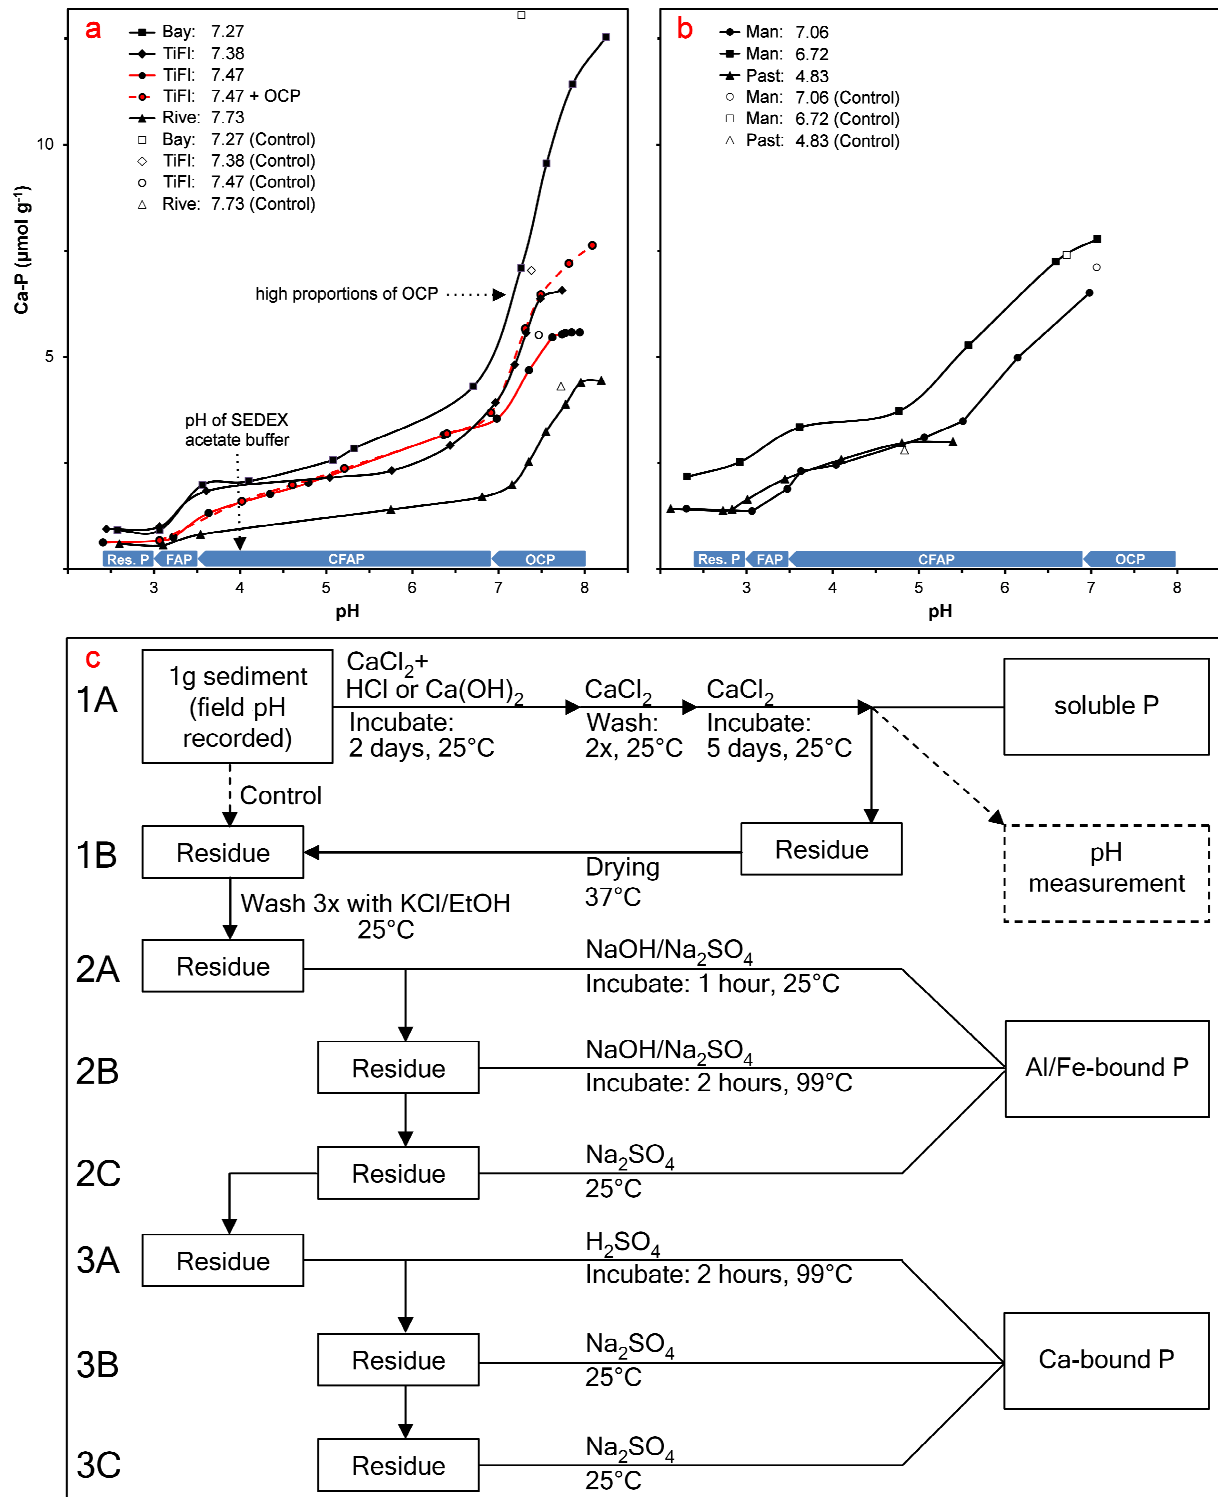 a
Bay: 7.27
TiFl: 7.38
TiFl: 7.47
TiFl: 7.47 + OCP
Rive: 7.73
Bay: 7.27 (Control)
TiFl: 7.38 (Control)
TiFl: 7.47 (Control)
Rive: 7.73 (Control)
10
5
Ca-P (µmol g⁻¹)
high proportions of OCP
pH of SEDEX
acetate buffer
Res. P
FAP
CFAP
OCP
3 4 5 6 7 8
pH
b
Man: 7.06
Man: 6.72
Past: 4.83
Man: 7.06 (Control)
Man: 6.72 (Control)
Past: 4.83 (Control)
Res. P
FAP
CFAP
OCP
3 4 5 6 7 8
pH
c
1A
1g sediment
(field pH
recorded)
CaCl₂+
HCl or Ca(OH)₂
Incubate:
2 days, 25°C
CaCl₂
Wash:
2x, 25°C
CaCl₂
Incubate:
5 days, 25°C
soluble P
Control
1B
Residue
Drying
37°C
Residue
pH
measurement
Wash 3x with KCl/EtOH
25°C
2A
Residue
NaOH/Na₂SO₄
Incubate: 1 hour, 25°C
2B
Residue
NaOH/Na₂SO₄
Incubate: 2 hours, 99°C
Al/Fe-bound P
2C
Residue
Na₂SO₄
25°C
3A
Residue
H₂SO₄
Incubate: 2 hours, 99°C
3B
Residue
Na₂SO₄
25°C
Ca-bound P
3C
Residue
Na₂SO₄
25°C